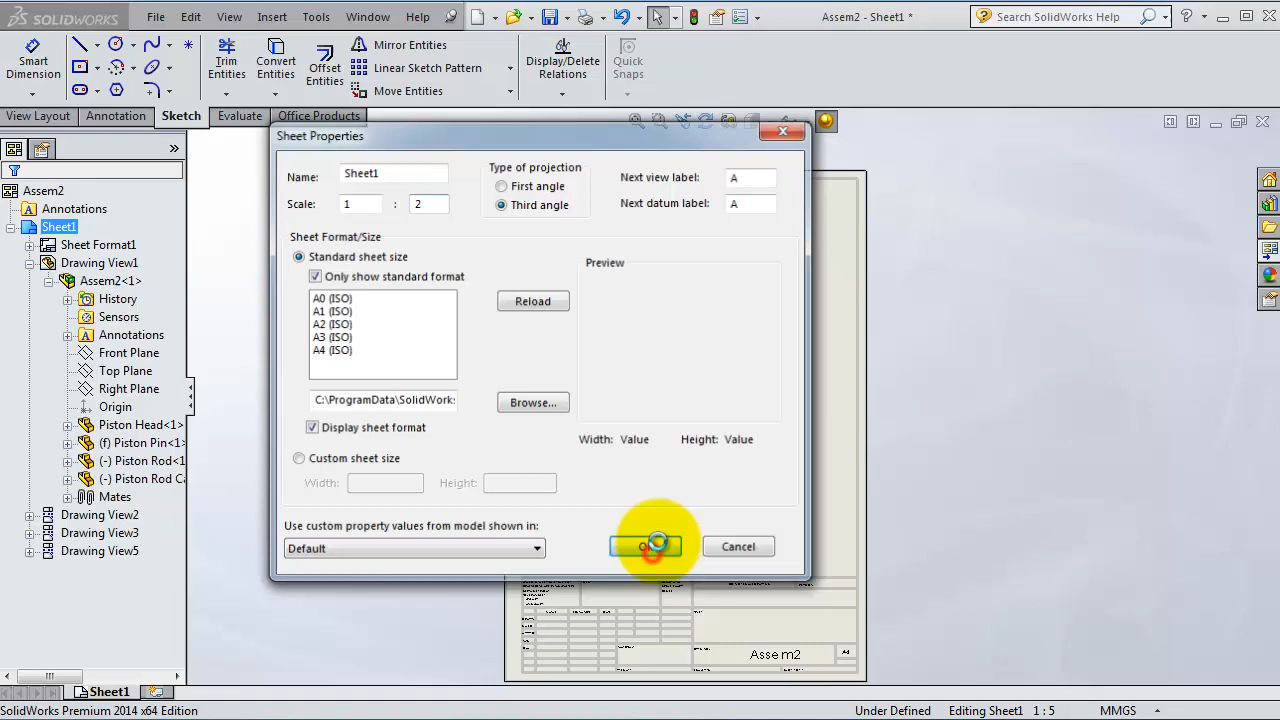 SOLIDWORKS File Edit View Insert Tools Window Help Assem2 - Sheet1 * Search SolidWorks Help
Smart Dimension
Trim Entities
Convert Entities
Offset Entities
Mirror Entities
Linear Sketch Pattern
Move Entities
Display/Delete Relations
Quick Snaps
View Layout Annotation Sketch Evaluate Office Products
Assem2
Annotations
Sheet1
Sheet Format1
Drawing View1
Assem2<1>
History
Sensors
Annotations
Front Plane
Top Plane
Right Plane
Origin
Piston Head<1>
(f) Piston Pin<1>
(-) Piston Rod<1
(-) Piston Rod Ca
Mates
Drawing View2
Drawing View3
Drawing View5
Sheet Properties
Name: Sheet1
Scale: 1 : 2
Type of projection
First angle
Third angle
Next view label: A
Next datum label: A
Sheet Format/Size
Standard sheet size
Only show standard format
A0 (ISO)
A1 (ISO)
A2 (ISO)
A3 (ISO)
A4 (ISO)
Reload
C:\ProgramData\SolidWork: Browse...
Display sheet format
Custom sheet size
Width: Height:
Preview
Width: Value Height: Value
Use custom property values from model shown in:
Default
Cancel
Assem2 A4
Sheet1
SolidWorks Premium 2014 x64 Edition Under Defined Editing Sheet1 1 : 5 MMGS